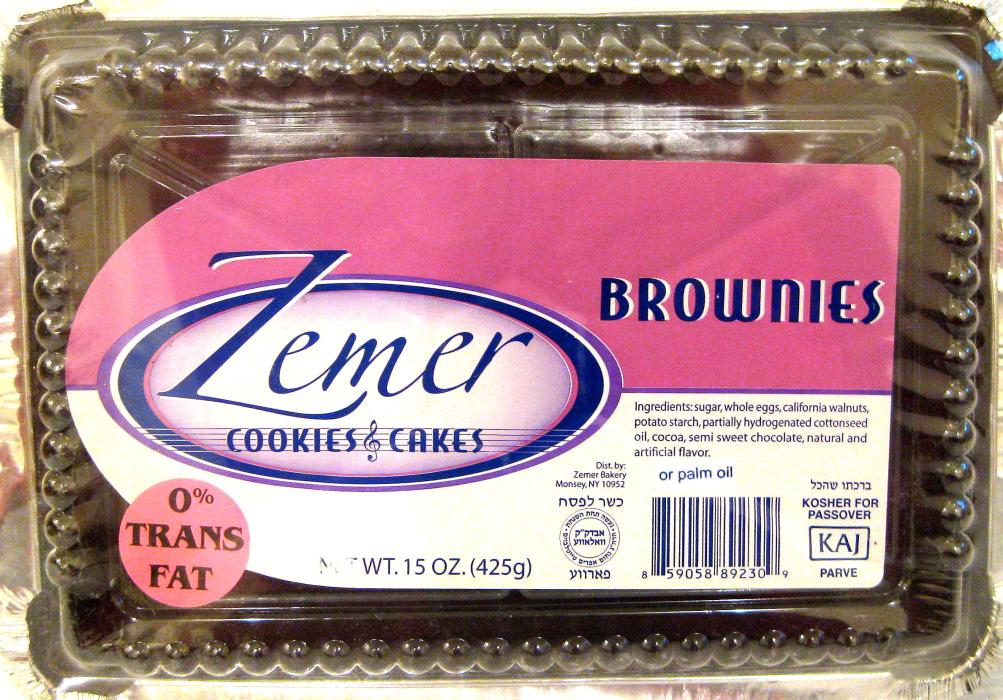 Zemer
COOKIES & CAKES
BROWNIES
Ingredients: sugar, whole eggs, california walnuts,
potato starch, partially hydrogenated cottonseed
oil, cocoa, semi sweet chocolate, natural and
artificial flavor.
or palm oil
Dist. by:
Zemer Bakery
Monsey, NY 10952
כשר לפסח
אבדק״ק
וואלאווע
פארווע
8 59058 89230 9
ברכתו שהכל
KOSHER FOR
PASSOVER
KAJ
PARVE
0%
TRANS
FAT
WT. 15 OZ. (425g)